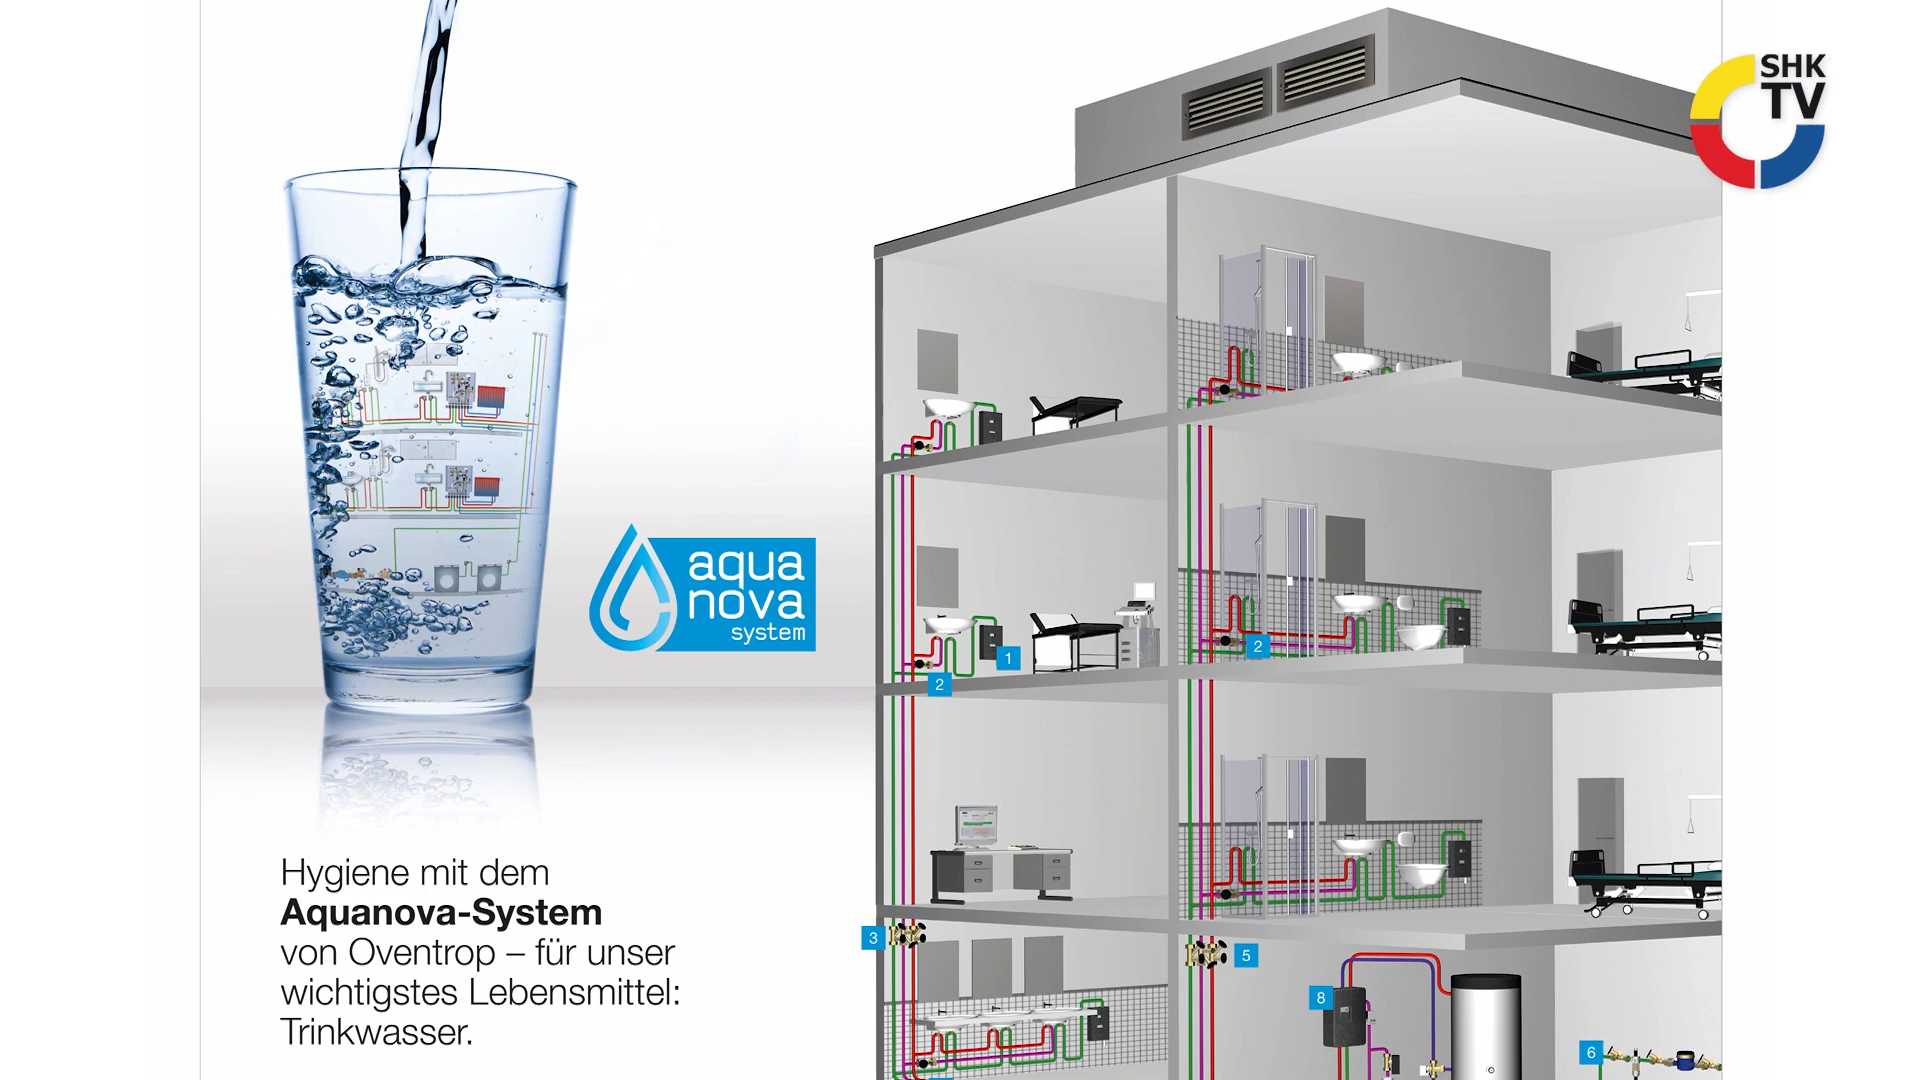 SHK
TV
aqua
nova
system
1
2
2
3
5
8
6
Hygiene mit dem
Aquanova-System
von Oventrop – für unser
wichtigstes Lebensmittel:
Trinkwasser.